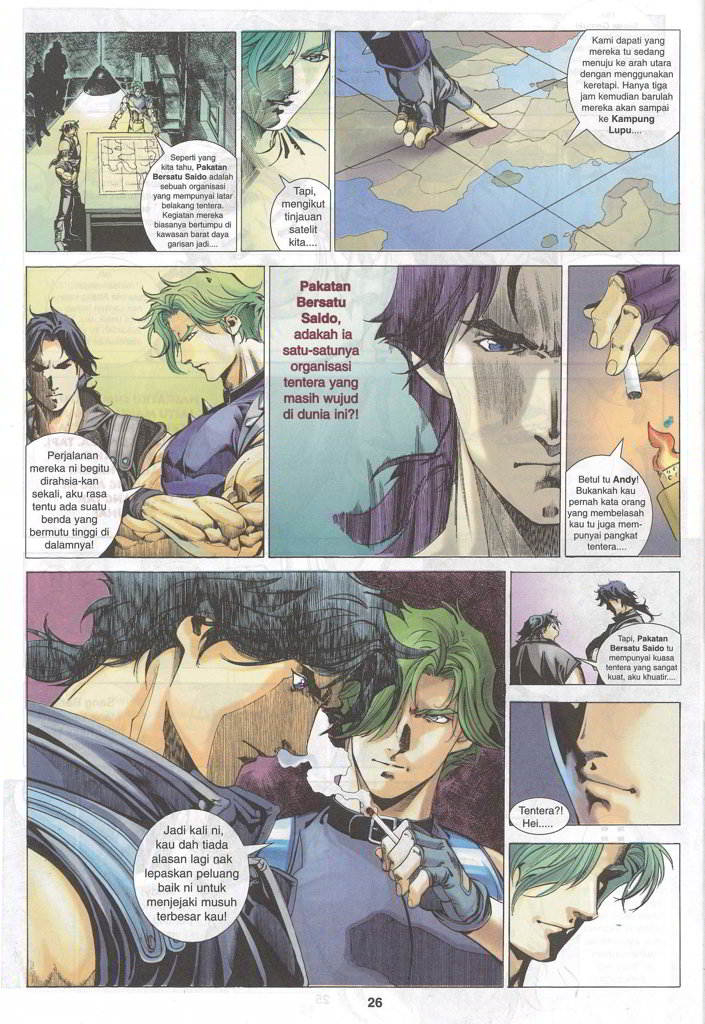 Seperti yang
kita tahu, Pakatan
Bersatu Saido adalah
sebuah organisasi
yang mempunyai latar
belakang tentera.
Kegiatan mereka
biasanya bertumpu di
kawasan barat daya
garisan jadi....
Tapi,
mengikut
tinjauan
satelit
kita....
Kami dapati yang
mereka tu sedang
menuju ke arah utara
dengan menggunakan
keretapi. Hanya tiga
jam kemudian barulah
mereka akan sampai
ke Kampung
Lupu....
Perjalanan
mereka ni begitu
dirahsia-kan
sekali, aku rasa
tentu ada suatu
benda yang
bermutu tinggi di
dalamnya!
Pakatan
Bersatu
Saldo,
adakah ia
satu-satunya
organisasi
tentera yang
masih wujud
di dunia ini?!
Betul tu Andy!
Bukankah kau
pernah kata orang
yang membelasah
kau tu juga mem-
punyai pangkat
tentera....
Jadi kali ni,
kau dah tiada
alasan lagi nak
lepaskan peluang
baik ni untuk
menjejaki musuh
terbesar kau!
Tapi, Pakatan
Bersatu Saido tu
mempunyai kuasa
tentera yang sangat
kuat, aku khuatir....
Tentera?!
Hei.....
26